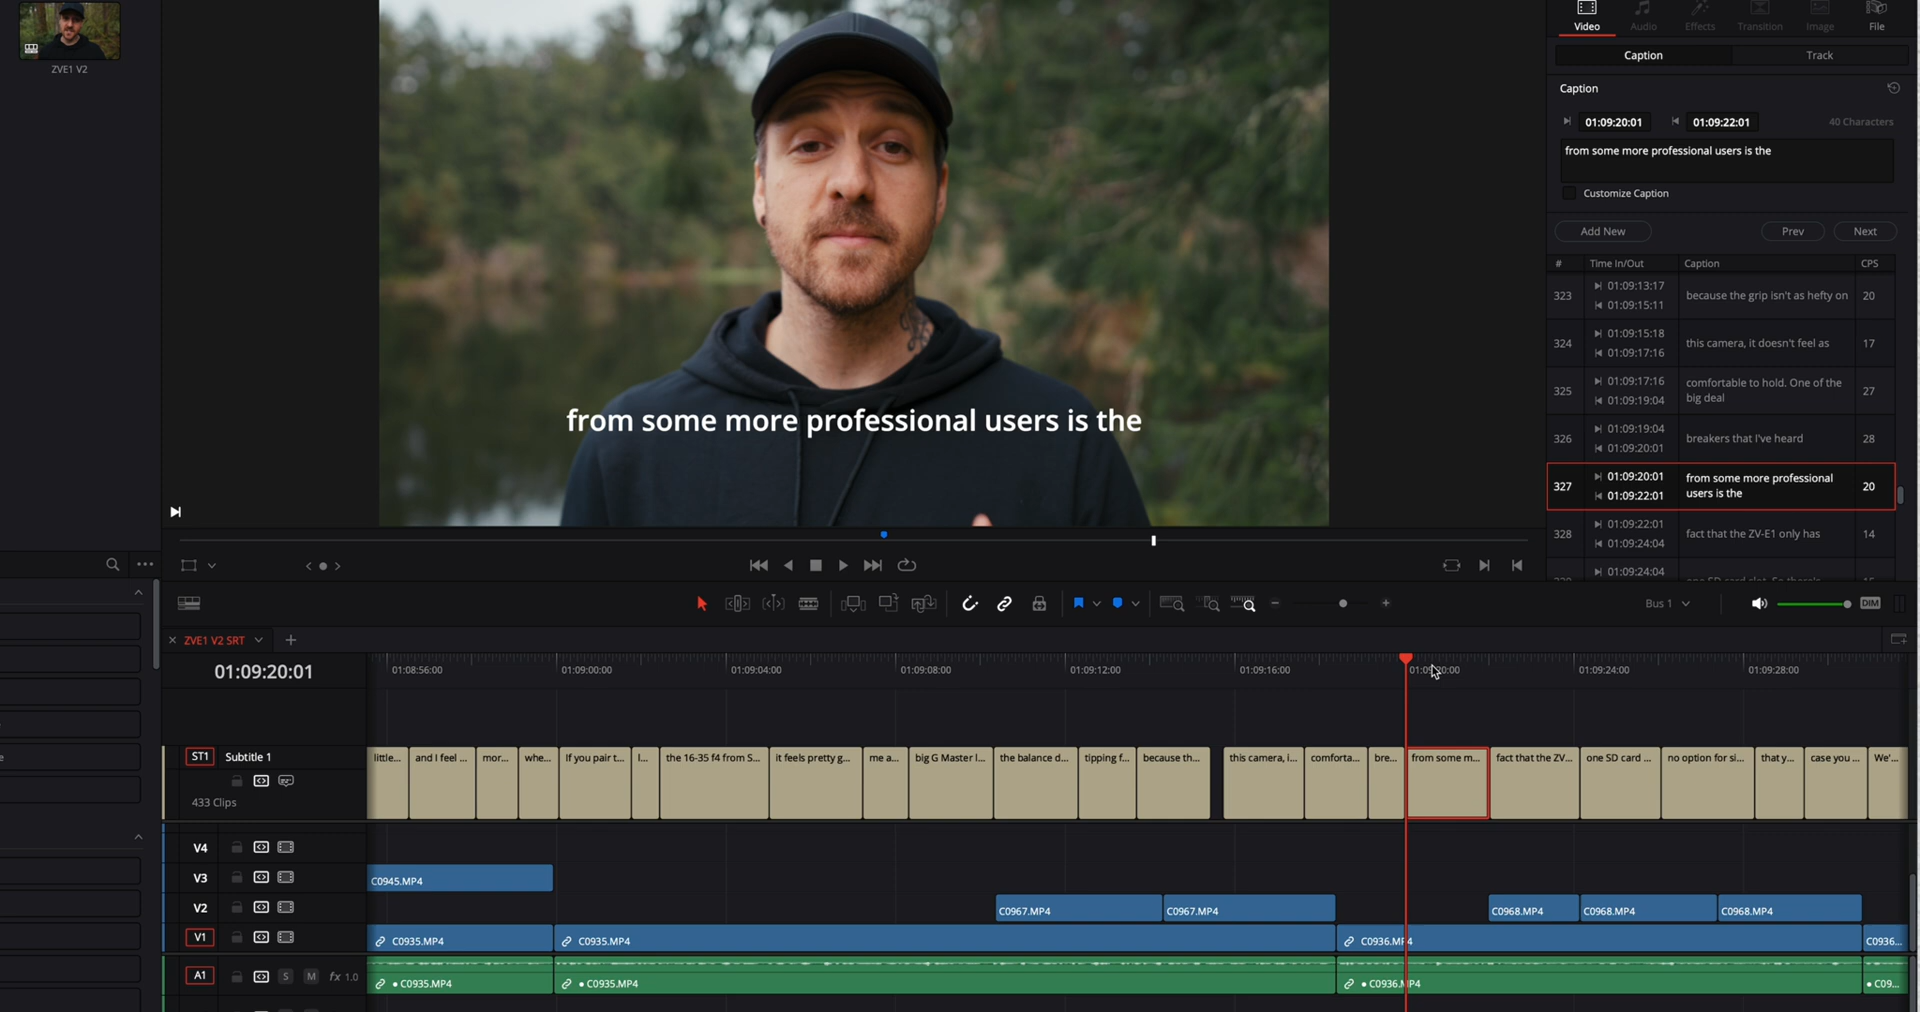 ZVE1 V2
from some more professional users is the
Video
Audio
Effects
Transition
Image
File
Caption
Track
Caption
01:09:20:01
01:09:22:01
40 Characters
from some more professional users is the
Customize Caption
Add New
Prev
Next
# Time In/Out Caption CPS
323 01:09:13:17 because the grip isn't as hefty on 20
01:09:15:11
324 01:09:15:18 this camera, it doesn't feel as 17
01:09:17:16
325 01:09:17:16 comfortable to hold. One of the 27
01:09:19:04 big deal
326 01:09:19:04 breakers that I've heard 28
01:09:20:01
327 01:09:20:01 from some more professional 20
01:09:22:01 users is the
328 01:09:22:01 fact that the ZV-E1 only has 14
01:09:24:04
01:09:24:04
Bus 1
DIM
ZVE1 V2 SRT
01:09:20:01
01:08:56:00
01:09:00:00
01:09:04:00
01:09:08:00
01:09:12:00
01:09:16:00
01:09:24:00
01:09:28:00
ST1 Subtitle 1
433 Clips
little...
and I feel ...
mor...
whe...
If you pair t...
I...
the 16-35 f4 from S...
it feels pretty g...
me a...
big G Master l...
the balance d...
tipping f...
because th...
this camera, i...
comforta...
bre...
from some m...
fact that the ZV...
one SD card ...
no option for si...
that y...
case you ...
We'...
V4
V3
C0945.MP4
V2
C0967.MP4
C0967.MP4
C0968.MP4
C0968.MP4
C0968.MP4
V1
C0935.MP4
C0935.MP4
C0936.MP4
C0936...
A1
S
M
fx 1.0
C0935.MP4
C0935.MP4
C0936.MP4
C09...